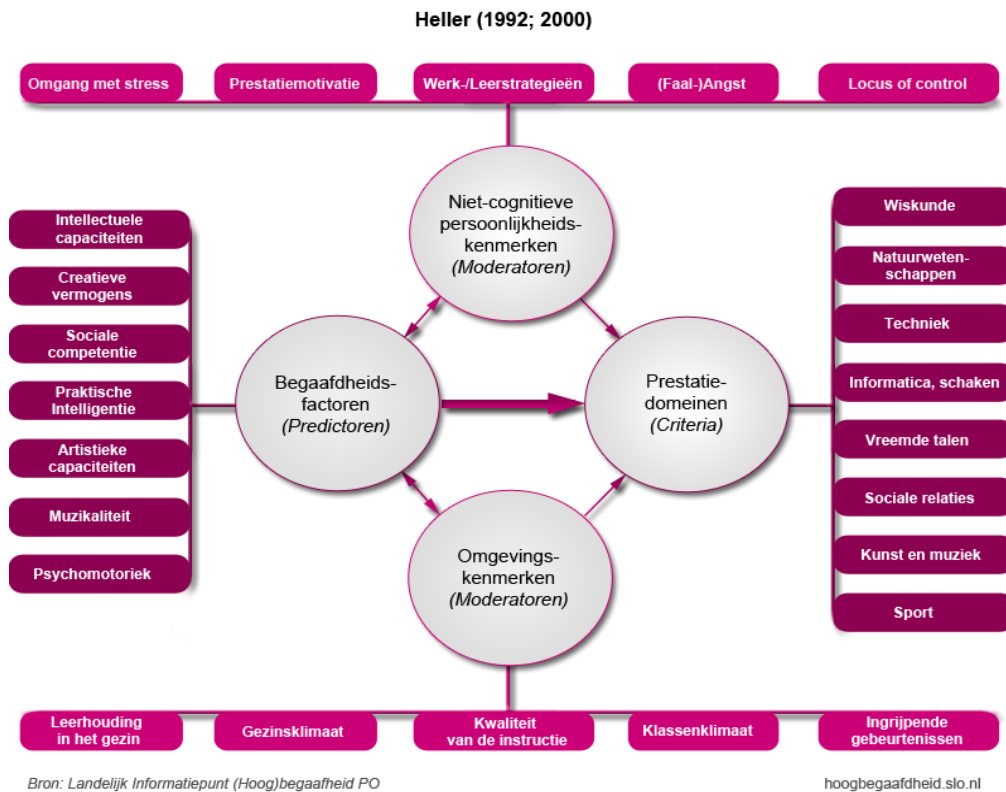 Heller (1992; 2000)
Omgang met stress
Prestatiemotivatie
Werk-/Leerstrategieën
(Faal-)Angst
Locus of control
Niet-cognitieve
persoonlijkheids-
kenmerken
(Moderatoren)
Intellectuele
capaciteiten
Creatieve
vermogens
Sociale
competentie
Praktische
Intelligentie
Artistieke
capaciteiten
Muzikaliteit
Psychomotoriek
Begaafdheids-
factoren
(Predictoren)
Prestatie-
domeinen
(Criteria)
Wiskunde
Natuurweten-
schappen
Techniek
Informatica, schaken
Vreemde talen
Sociale relaties
Kunst en muziek
Sport
Omgevings-
kenmerken
(Moderatoren)
Leerhouding
in het gezin
Gezinsklimaat
Kwaliteit
van de instructie
Klassenklimaat
Ingrijpende
gebeurtenissen
Bron: Landelijk Informatiepunt (Hoog)begaafheid PO
hoogbegaafdheid.slo.nl